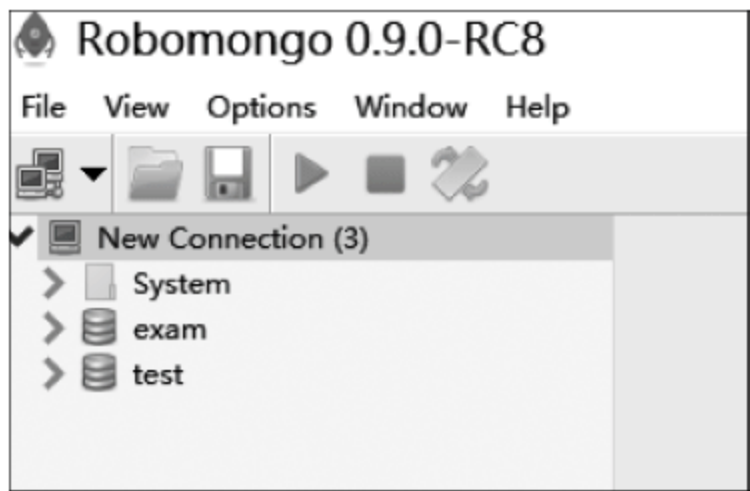 Robomongo 0.9.0-RC8
File View Options Window Help
New Connection (3)
System
exam
test